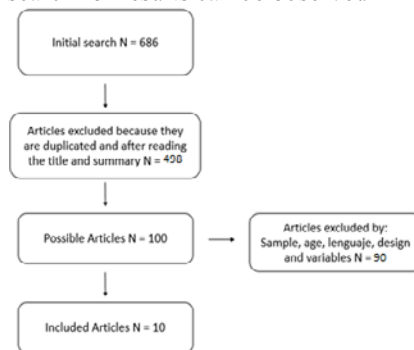 Initial search N = 686
Articles excluded because they
are duplicated and after reading
the title and summary N = 498
Possible Articles N = 100
Articles excluded by:
Sample, age, lenguaje, design
and variables N = 90
Included Articles N = 10